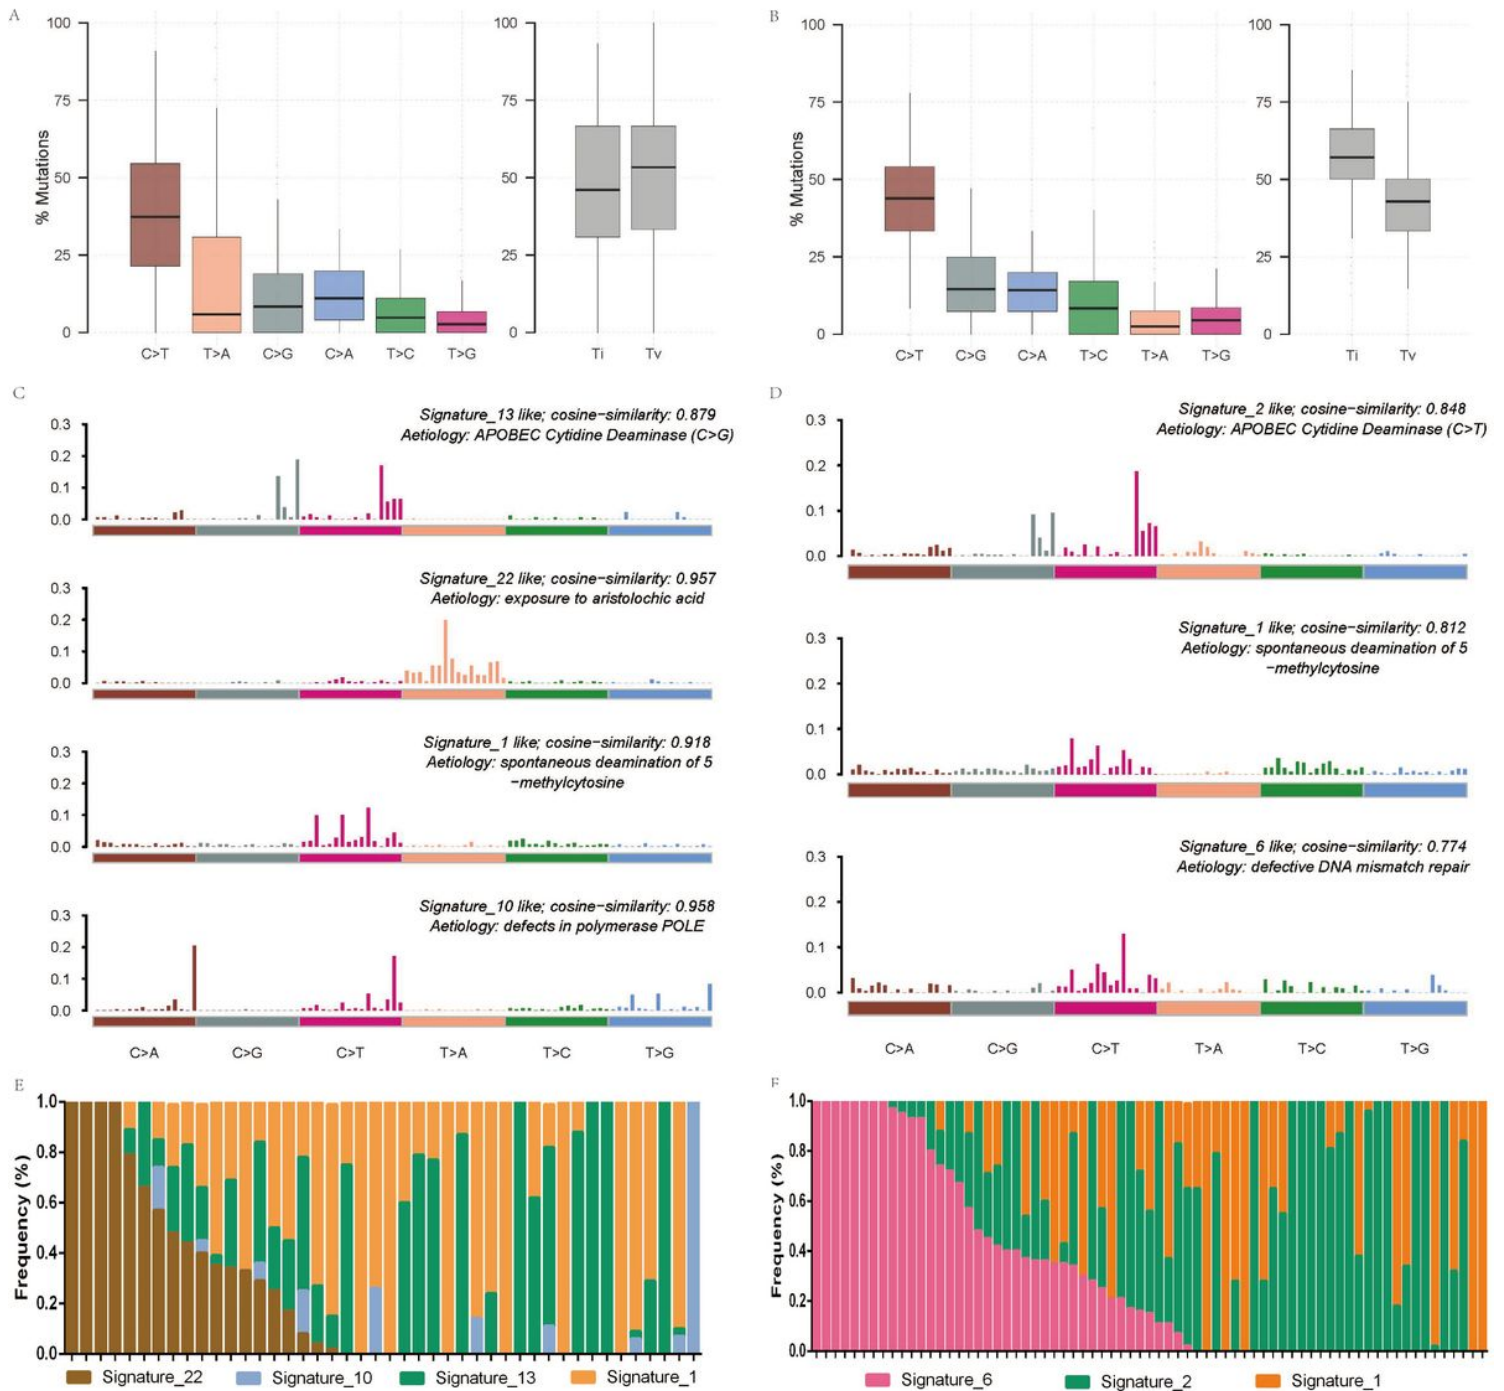 A
100
75
50
25
0
% Mutations
C>T
T>A
C>G
C>A
T>C
T>G
100
75
50
25
0
Ti
Tv
B
100
75
50
25
0
% Mutations
C>T
C>G
C>A
T>C
T>A
T>G
100
75
50
25
0
Ti
Tv
C
Signature_13 like; cosine−similarity: 0.879
Aetiology: APOBEC Cytidine Deaminase (C>G)
0.3
0.2
0.1
0.0
Signature_22 like; cosine−similarity: 0.957
Aetiology: exposure to aristolochic acid
0.3
0.2
0.1
0.0
Signature_1 like; cosine−similarity: 0.918
Aetiology: spontaneous deamination of 5
−methylcytosine
0.3
0.2
0.1
0.0
Signature_10 like; cosine−similarity: 0.958
Aetiology: defects in polymerase POLE
0.3
0.2
0.1
0.0
C>A
C>G
C>T
T>A
T>C
T>G
D
Signature_2 like; cosine−similarity: 0.848
Aetiology: APOBEC Cytidine Deaminase (C>T)
0.3
0.2
0.1
0.0
Signature_1 like; cosine−similarity: 0.812
Aetiology: spontaneous deamination of 5
−methylcytosine
0.3
0.2
0.1
0.0
Signature_6 like; cosine−similarity: 0.774
Aetiology: defective DNA mismatch repair
0.3
0.2
0.1
0.0
C>A
C>G
C>T
T>A
T>C
T>G
E
1.0
0.8
0.6
0.4
0.2
0.0
Frequency (%)
Signature_22
Signature_10
Signature_13
Signature_1
F
1.0
0.8
0.6
0.4
0.2
0.0
Frequency (%)
Signature_6
Signature_2
Signature_1